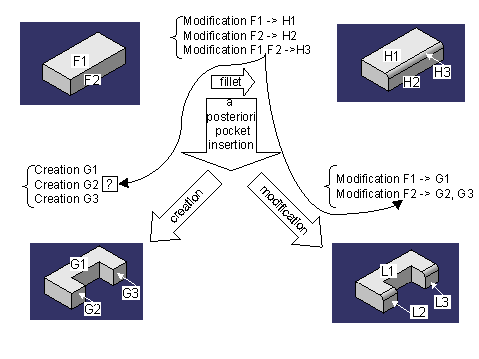 Modification F1 -> H1
Modification F2 -> H2
Modification F1 F2 ->H3
F1
F2
H1
H3
H2
fillet
a
posteriori
pocket
insertion
Creation G1
Creation G2 ?
Creation G3
Modification F1 -> G1
Modification F2 -> G2, G3
creation
modification
G1
G3
G2
L1
L3
L2